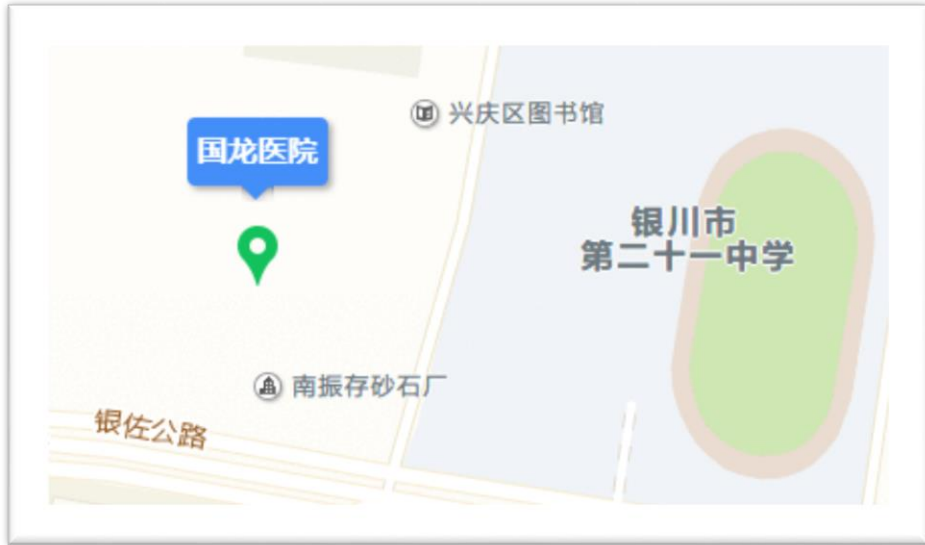 兴庆区图书馆
国龙医院
银川市
第二十一中学
南振存砂石厂
银佐公路